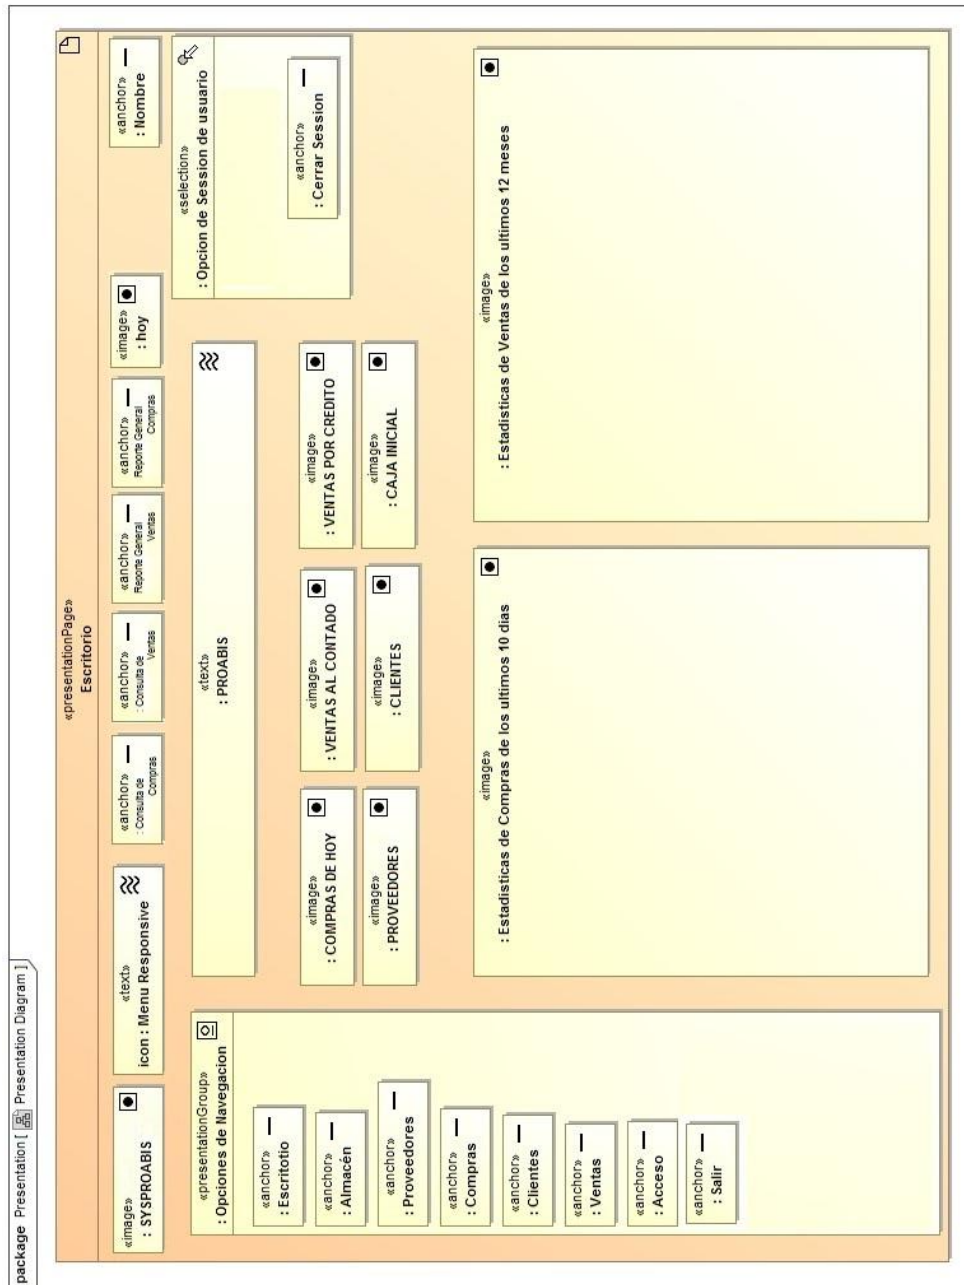 package Presentation [ Presentation Diagram ]
«presentationPage»
Escritorio
«image»
: SYSPROABIS
«text»
icon : Menu Responsive
«anchor»
: Consulta de
Compras
«anchor»
: Consulta de
Ventas
«anchor»
Reporte General
Ventas
«anchor»
Reporte General
Compras
«image»
: hoy
«anchor»
: Nombre
«selection»
: Opcion de Session de usuario
«anchor»
: Cerrar Session
«presentationGroup»
: Opciones de Navegacion
«anchor»
: Escritotio
«anchor»
: Almacén
«anchor»
: Proveedores
«anchor»
: Compras
«anchor»
: Clientes
«anchor»
: Ventas
«anchor»
: Acceso
«anchor»
: Salir
«text»
: PROABIS
«image»
: COMPRAS DE HOY
«image»
: VENTAS AL CONTADO
«image»
: VENTAS POR CREDITO
«image»
: PROVEEDORES
«image»
: CLIENTES
«image»
: CAJA INICIAL
«image»
: Estadisticas de Compras de los ultimos 10 dias
«image»
: Estadisticas de Ventas de los ultimos 12 meses